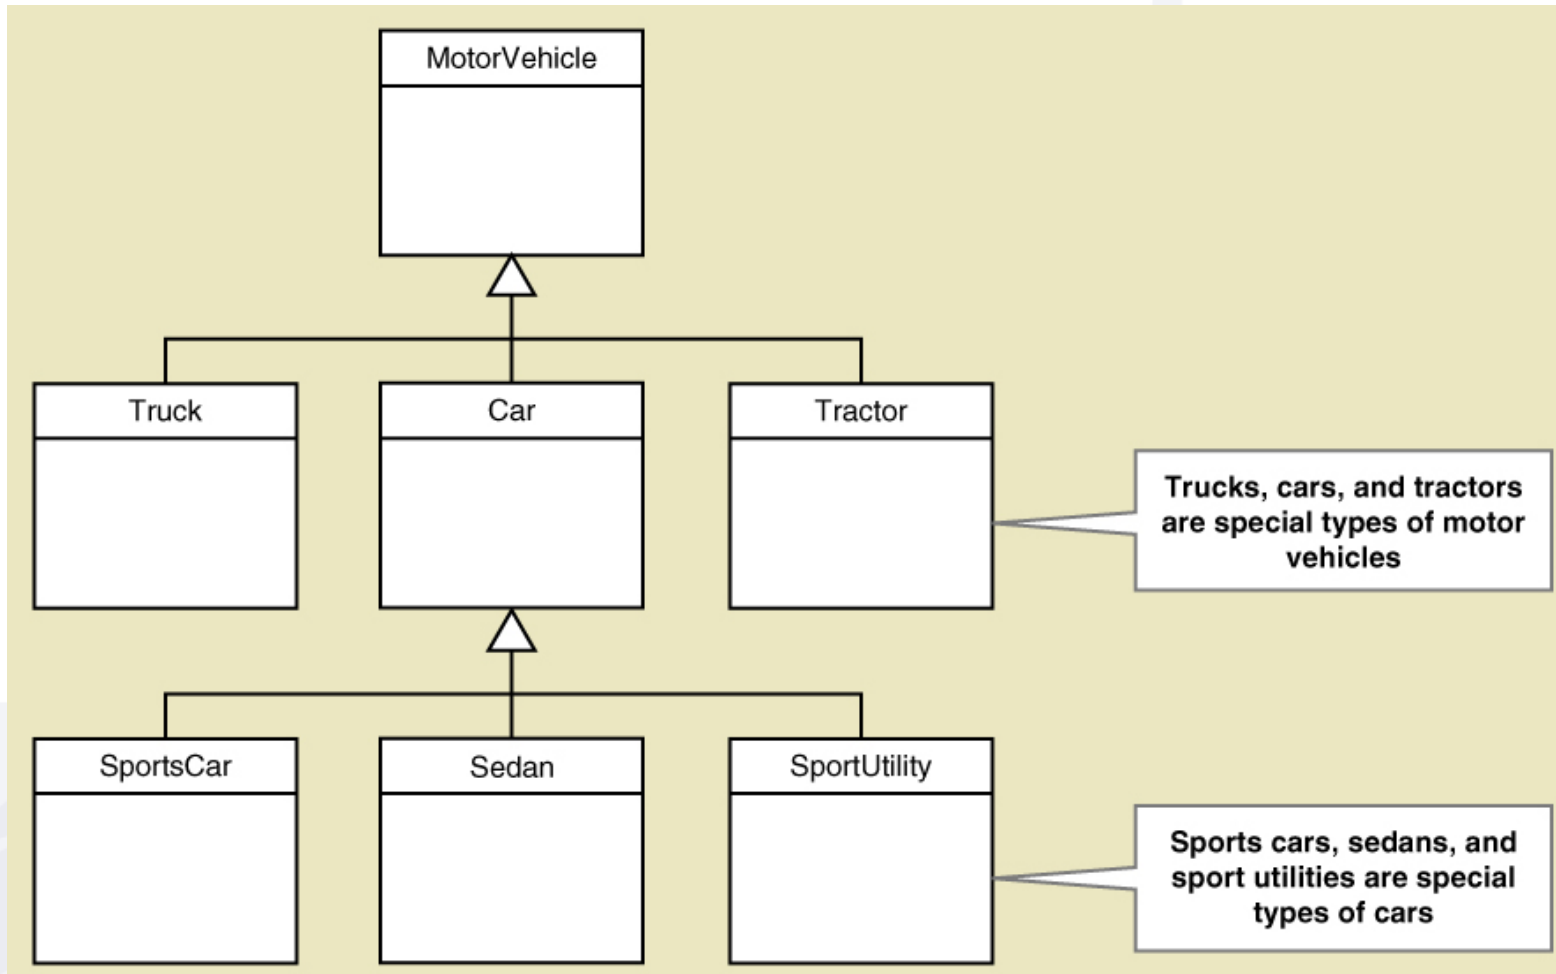 MotorVehicle
Truck
Car
Tractor
Trucks, cars, and tractors
are special types of motor
vehicles
SportsCar
Sedan
SportUtility
Sports cars, sedans, and
sport utilities are special
types of cars